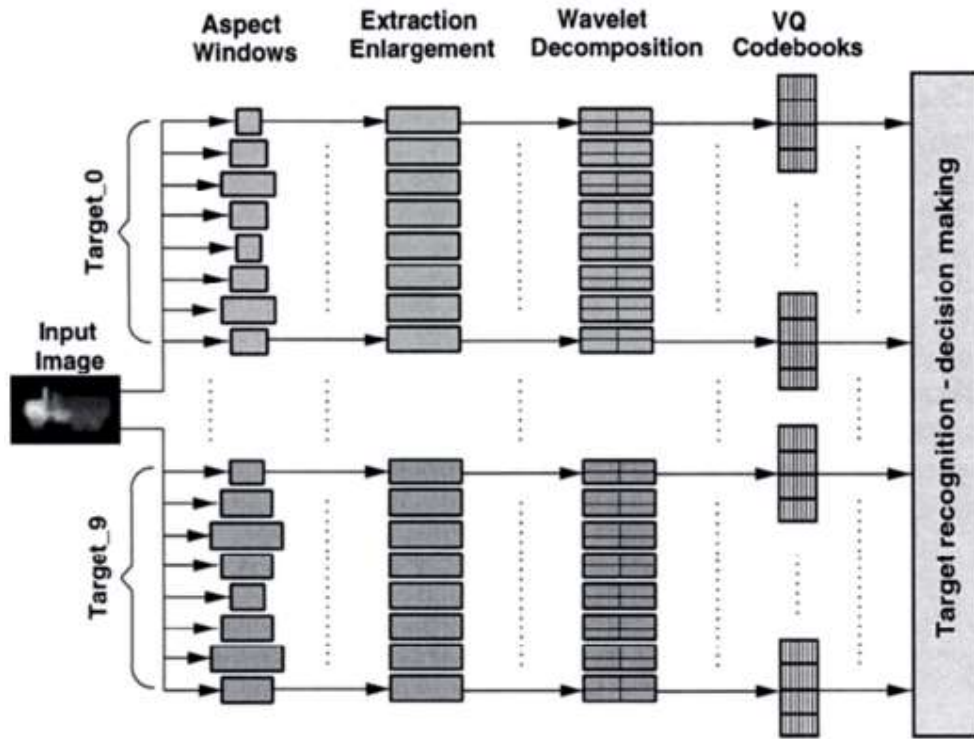 Aspect
Windows
Extraction
Enlargement
Wavelet
Decomposition
VQ
Codebooks
Target_0
Input
Image
Target_9
Target recognition - decision making